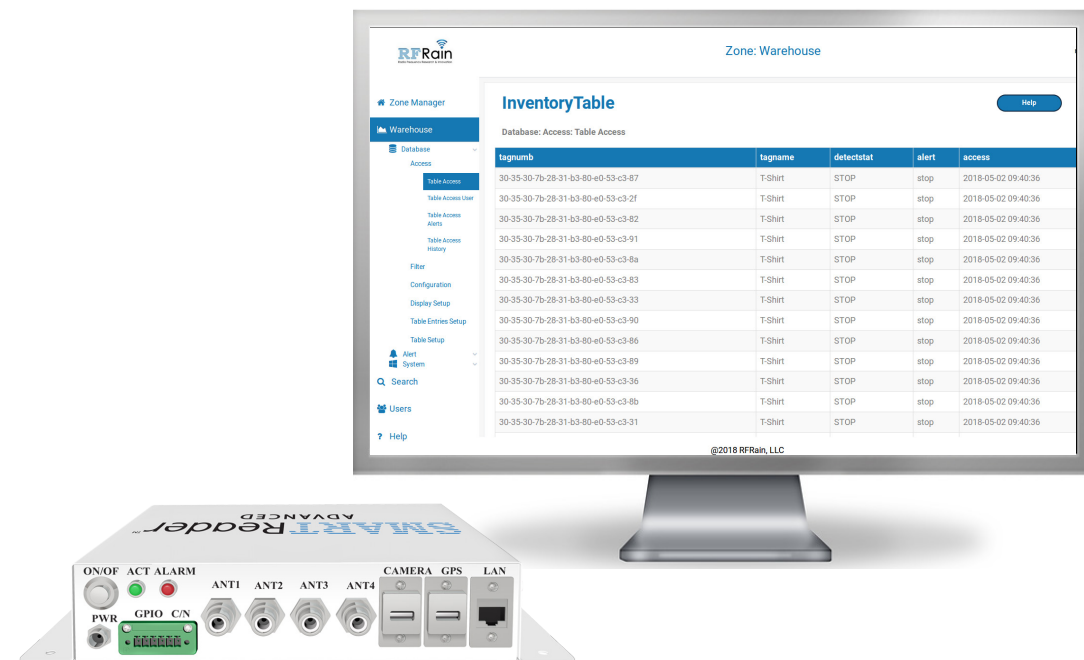 RFRain
Zone: Warehouse
Zone Manager
Warehouse
Database
Access
Table Access
Table Access User
Table Access
Alerts
Table Access
History
Filter
Configuration
Display Setup
Table Entries Setup
Table Setup
Alert
System
Search
Users
? Help
InventoryTable
Help
Database: Access: Table Access
tagnumb tagname detectstat alert access
30-35-30-7b-28-31-b3-80-e0-53-c3-87 T-Shirt STOP stop 2018-05-02 09:40:36
30-35-30-7b-28-31-b3-80-e0-53-c3-2f T-Shirt STOP stop 2018-05-02 09:40:36
30-35-30-7b-28-31-b3-80-e0-53-c3-82 T-Shirt STOP stop 2018-05-02 09:40:36
30-35-30-7b-28-31-b3-80-e0-53-c3-91 T-Shirt STOP stop 2018-05-02 09:40:36
30-35-30-7b-28-31-b3-80-e0-53-c3-8a T-Shirt STOP stop 2018-05-02 09:40:36
30-35-30-7b-28-31-b3-80-e0-53-c3-83 T-Shirt STOP stop 2018-05-02 09:40:36
30-35-30-7b-28-31-b3-80-e0-53-c3-33 T-Shirt STOP stop 2018-05-02 09:40:36
30-35-30-7b-28-31-b3-80-e0-53-c3-90 T-Shirt STOP stop 2018-05-02 09:40:36
30-35-30-7b-28-31-b3-80-e0-53-c3-86 T-Shirt STOP stop 2018-05-02 09:40:36
30-35-30-7b-28-31-b3-80-e0-53-c3-89 T-Shirt STOP stop 2018-05-02 09:40:36
30-35-30-7b-28-31-b3-80-e0-53-c3-36 T-Shirt STOP stop 2018-05-02 09:40:36
30-35-30-7b-28-31-b3-80-e0-53-c3-8b T-Shirt STOP stop 2018-05-02 09:40:36
30-35-30-7b-28-31-b3-80-e0-53-c3-31 T-Shirt STOP stop 2018-05-02 09:40:36
@2018 RFRain, LLC
SMARTReader™
ADVANCED
ON/OF ACT ALARM ANT1 ANT2 ANT3 ANT4 CAMERA GPS LAN
PWR GPIO C/N